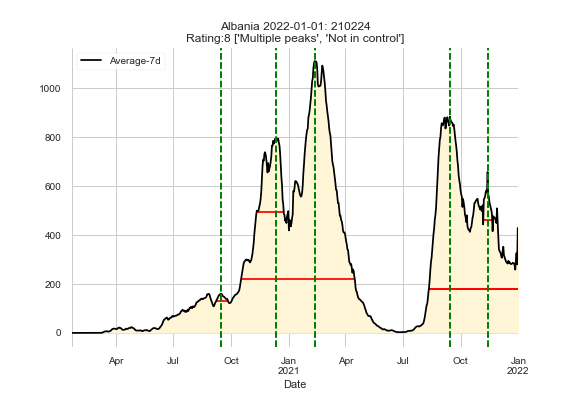 Albania 2022-01-01: 210224
Rating:8 ['Multiple peaks', 'Not in control']
Average-7d
1000
800
600
400
200
0
Apr Jul Oct Jan Apr Jul Oct Jan
2021 2022
Date